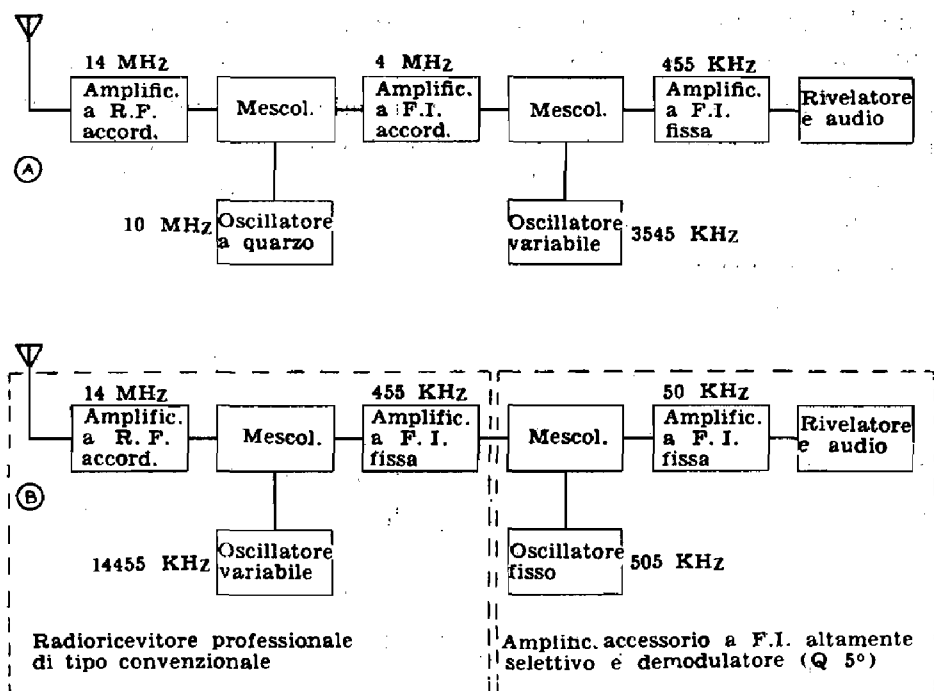 14 MHz
Amplific.
a R.F.
accord.
Mescol.
4 MHz
Amplific.
a F.I.
accord.
Mescol.
455 KHz
Amplific.
a F.I.
fissa
Rivelatore
e audio
A
10 MHz
Oscillatore
a quarzo
Oscillatore
variabile
3545 KHz
14 MHz
Amplific.
a R. F.
accord.
Mescol.
455 KHz
Amplific.
a F. I.
fissa
Mescol.
50 KHz
Amplific.
a F. I.
fissa
Rivelatore
e audio
B
14455 KHz
Oscillatore
variabile
Oscillatore
fisso
505 KHz
Radioricevitore professionale
di tipo convenzionale
Amplific. accessorio a F.I. altamente
selettivo e demodulatore (Q 5º)